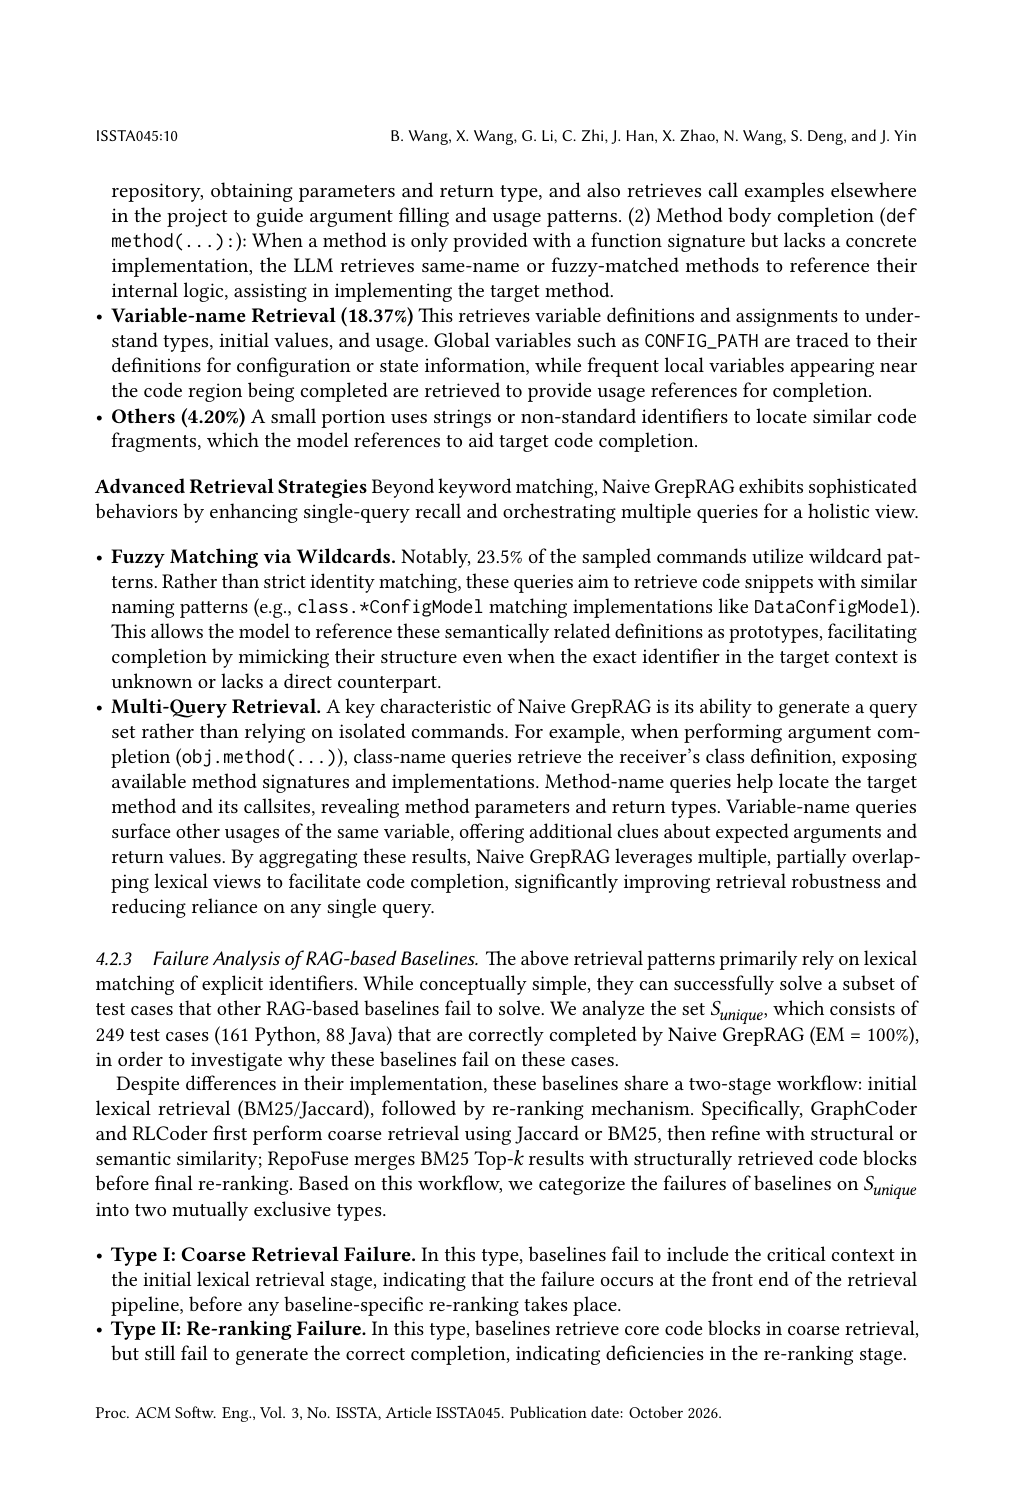 ISSTA045:10 B. Wang, X. Wang, G. Li, C. Zhi, J. Han, X. Zhao, N. Wang, S. Deng, and J. Yin
repository, obtaining parameters and return type, and also retrieves call examples elsewhere
in the project to guide argument filling and usage patterns. (2) Method body completion (def
method(...):): When a method is only provided with a function signature but lacks a concrete
implementation, the LLM retrieves same-name or fuzzy-matched methods to reference their
internal logic, assisting in implementing the target method.
• Variable-name Retrieval (18.37%) This retrieves variable definitions and assignments to under-
stand types, initial values, and usage. Global variables such as CONFIG_PATH are traced to their
definitions for configuration or state information, while frequent local variables appearing near
the code region being completed are retrieved to provide usage references for completion.
• Others (4.20%) A small portion uses strings or non-standard identifiers to locate similar code
fragments, which the model references to aid target code completion.
Advanced Retrieval Strategies Beyond keyword matching, Naive GrepRAG exhibits sophisticated
behaviors by enhancing single-query recall and orchestrating multiple queries for a holistic view.
• Fuzzy Matching via Wildcards. Notably, 23.5% of the sampled commands utilize wildcard pat-
terns. Rather than strict identity matching, these queries aim to retrieve code snippets with similar
naming patterns (e.g., class.*ConfigModel matching implementations like DataConfigModel).
This allows the model to reference these semantically related definitions as prototypes, facilitating
completion by mimicking their structure even when the exact identifier in the target context is
unknown or lacks a direct counterpart.
• Multi-Query Retrieval. A key characteristic of Naive GrepRAG is its ability to generate a query
set rather than relying on isolated commands. For example, when performing argument com-
pletion (obj.method(...)), class-name queries retrieve the receiver's class definition, exposing
available method signatures and implementations. Method-name queries help locate the target
method and its callsites, revealing method parameters and return types. Variable-name queries
surface other usages of the same variable, offering additional clues about expected arguments and
return values. By aggregating these results, Naive GrepRAG leverages multiple, partially overlap-
ping lexical views to facilitate code completion, significantly improving retrieval robustness and
reducing reliance on any single query.
4.2.3 Failure Analysis of RAG-based Baselines. The above retrieval patterns primarily rely on lexical
matching of explicit identifiers. While conceptually simple, they can successfully solve a subset of
test cases that other RAG-based baselines fail to solve. We analyze the set Sunique, which consists of
249 test cases (161 Python, 88 Java) that are correctly completed by Naive GrepRAG (EM = 100%),
in order to investigate why these baselines fail on these cases.
Despite differences in their implementation, these baselines share a two-stage workflow: initial
lexical retrieval (BM25/Jaccard), followed by re-ranking mechanism. Specifically, GraphCoder
and RLCoder first perform coarse retrieval using Jaccard or BM25, then refine with structural or
semantic similarity; RepoFuse merges BM25 Top-k results with structurally retrieved code blocks
before final re-ranking. Based on this workflow, we categorize the failures of baselines on Sunique
into two mutually exclusive types.
• Type I: Coarse Retrieval Failure. In this type, baselines fail to include the critical context in
the initial lexical retrieval stage, indicating that the failure occurs at the front end of the retrieval
pipeline, before any baseline-specific re-ranking takes place.
• Type II: Re-ranking Failure. In this type, baselines retrieve core code blocks in coarse retrieval,
but still fail to generate the correct completion, indicating deficiencies in the re-ranking stage.
Proc. ACM Softw. Eng., Vol. 3, No. ISSTA, Article ISSTA045. Publication date: October 2026.